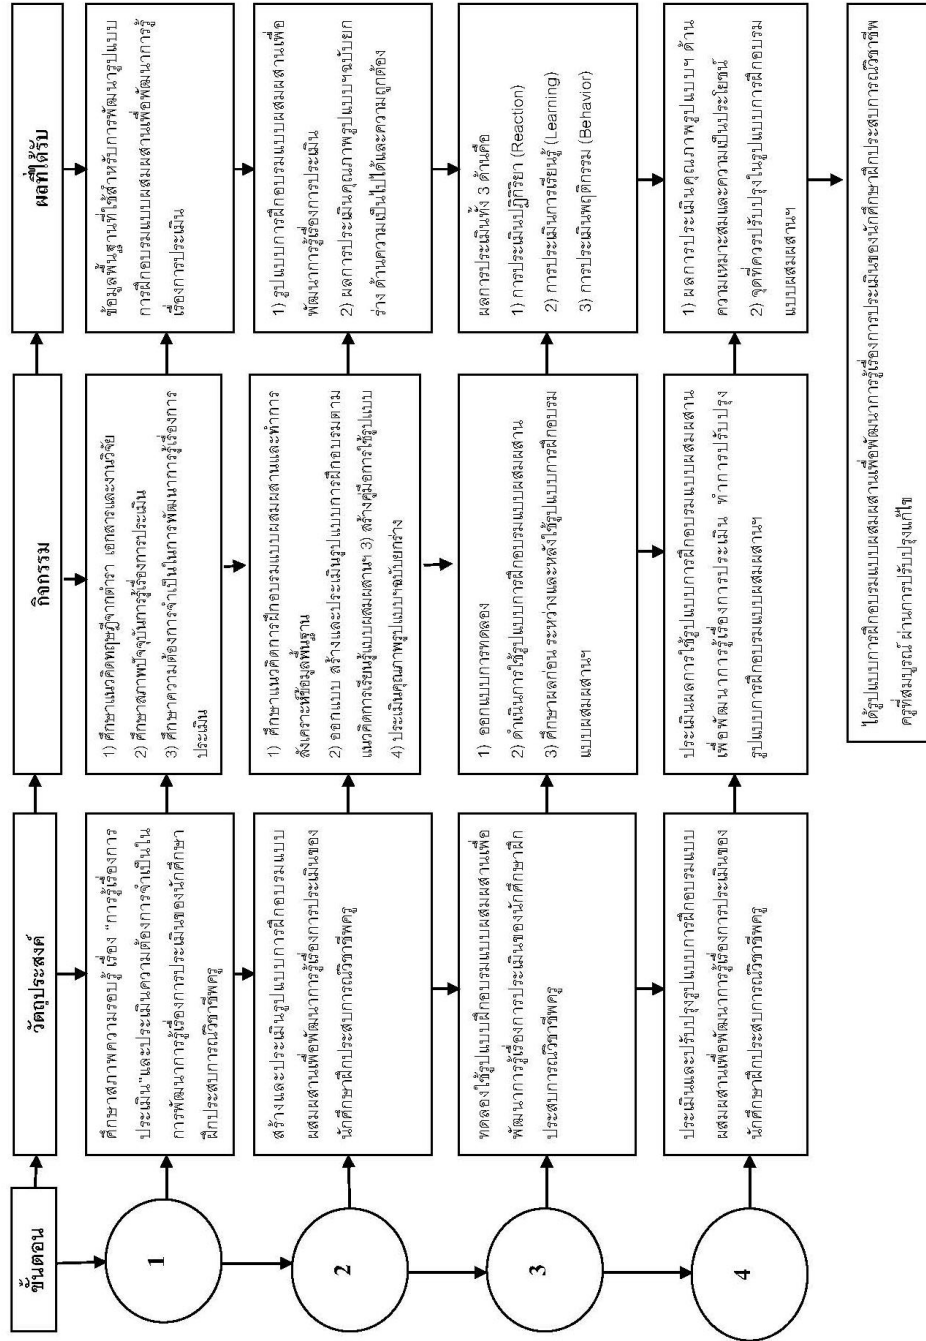 ขั้นตอน
วัตถุประสงค์
กิจกรรม
ผลที่ได้รับ
1
ศึกษาสภาพความรอบรู้ เรื่อง "การรู้เรื่องการ
ประเมิน"และประเมินความต้องการจำเป็นใน
การพัฒนาการรู้เรื่องการประเมินของนักศึกษา
ฝึกประสบการณ์วิชาชีพครู
1) ศึกษาแนวคิดทฤษฎีจากตำรา เอกสารและงานวิจัย
2) ศึกษาสภาพปัจจุบันการรู้เรื่องการประเมิน
3) ศึกษาความต้องการจำเป็นในการพัฒนาการรู้เรื่องการ
ประเมิน
ข้อมูลพื้นฐานที่ใช้สำหรับการพัฒนารูปแบบ
การฝึกอบรมแบบผสมผสานเพื่อพัฒนาการรู้
เรื่องการประเมิน
2
สร้างและประเมินรูปแบบการฝึกอบรมแบบ
ผสมผสานเพื่อพัฒนาการรู้เรื่องการประเมินของ
นักศึกษาฝึกประสบการณ์วิชาชีพครู
1) ศึกษาแนวคิดการฝึกอบรมแบบผสมผสานและทำการ
สังเคราะห์ข้อมูลพื้นฐาน
2) ออกแบบ สร้างและประเมินรูปแบบการฝึกอบรมตาม
แนวคิดการเรียนรู้แบบผสมผสานฯ 3) สร้างคู่มือการใช้รูปแบบ
4) ประเมินคุณภาพรูปแบบฯฉบับยกร่าง
1) รูปแบบการฝึกอบรมแบบผสมผสานเพื่อ
พัฒนาการรู้เรื่องการประเมิน
2) ผลการประเมินคุณภาพรูปแบบฯฉบับยก
ร่าง ด้านความเป็นไปได้และความถูกต้อง
3
ทดลองใช้รูปแบบฝึกอบรมแบบผสมผสานเพื่อ
พัฒนาการรู้เรื่องการประเมินของนักศึกษาฝึก
ประสบการณ์วิชาชีพครู
1) ออกแบบการทดลอง
2) ดำเนินการใช้รูปแบบการฝึกอบรมแบบผสมผสาน
3) ศึกษาผลก่อน ระหว่างและหลังใช้รูปแบบการฝึกอบรม
แบบผสมผสานฯ
ผลการประเมินทั้ง 3 ด้านคือ
1) การประเมินปฏิกิริยา (Reaction)
2) การประเมินการเรียนรู้ (Learning)
3) การประเมินพฤติกรรม (Behavior)
4
ประเมินและปรับปรุงรูปแบบการฝึกอบรมแบบ
ผสมผสานเพื่อพัฒนาการรู้เรื่องการประเมินของ
นักศึกษาฝึกประสบการณ์วิชาชีพครู
ประเมินผลการใช้รูปแบบการฝึกอบรมแบบผสมผสาน
เพื่อพัฒนาการรู้เรื่องการประเมิน ทำการปรับปรุง
รูปแบบการฝึกอบรมแบบผสมผสานฯ
1) ผลการประเมินคุณภาพรูปแบบฯ ด้าน
ความเหมาะสมและความเป็นประโยชน์
2) จุดที่ควรปรับปรุงในรูปแบบการฝึกอบรม
แบบผสมผสานฯ
ได้รูปแบบการฝึกอบรมแบบผสมผสานเพื่อพัฒนาการรู้เรื่องการประเมินของนักศึกษาฝึกประสบการณ์วิชาชีพ
ครูที่สมบูรณ์ ผ่านการปรับปรุงแก้ไข